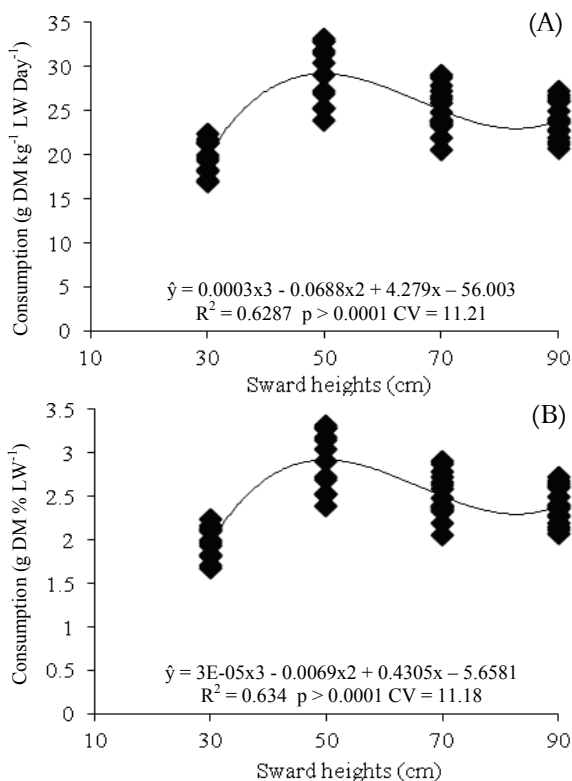 (A)
Consumption (g DM kg⁻¹ LW Day⁻¹)
35
30
25
20
15
10
5
0
ŷ = 0.0003x3 - 0.0688x2 + 4.279x – 56.003
R² = 0.6287 p > 0.0001 CV = 11.21
10 30 50 70 90
Sward heights (cm)
(B)
Consumption (g DM % LW⁻¹)
3.5
3
2.5
2
1.5
1
0.5
0
ŷ = 3E-05x3 - 0.0069x2 + 0.4305x – 5.6581
R² = 0.634 p > 0.0001 CV = 11.18
10 30 50 70 90
Sward heights (cm)